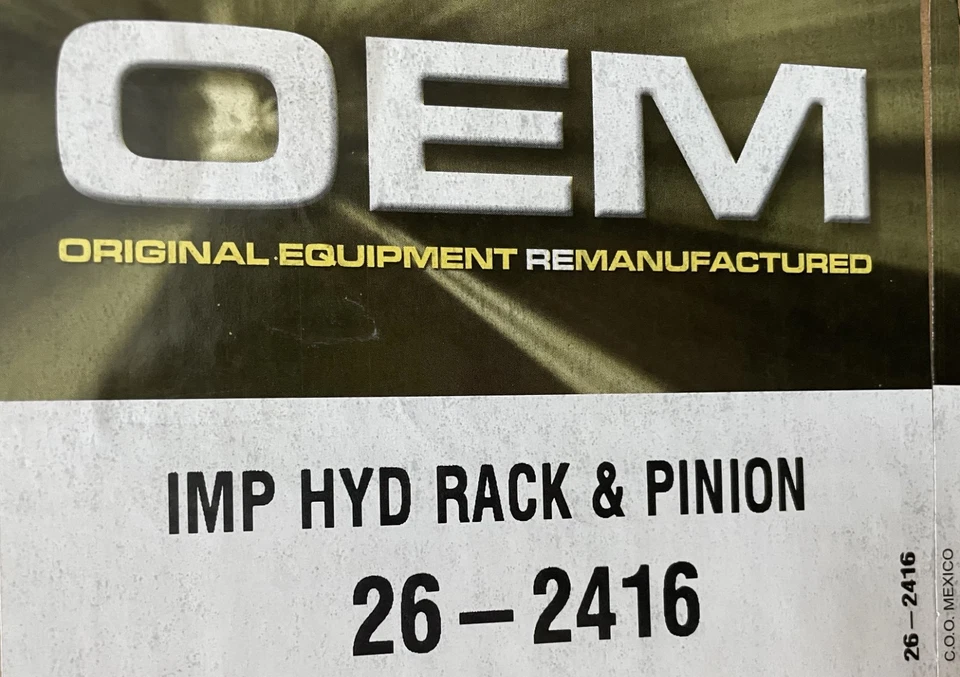 OEM
ORIGINAL EQUIPMENT REMANUFACTURED
IMP HYD RACK & PINION
26-2416
26-2416
C.O.O. MEXICO